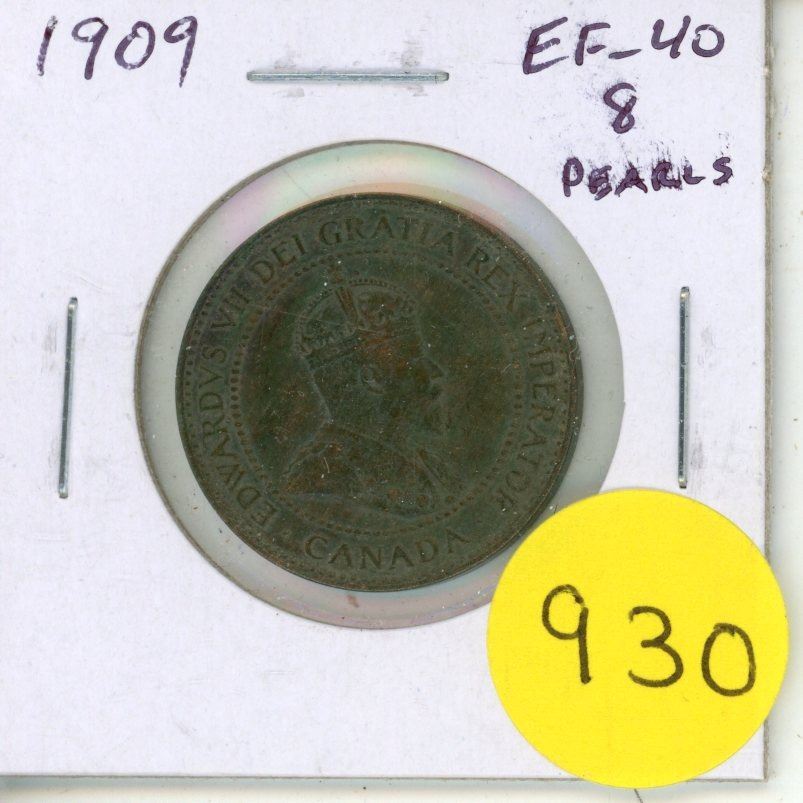 1909
EF-40
8
PEARLS
EDWARDVS VII DEI GRATIA REX IMPERATOR
CANADA
930